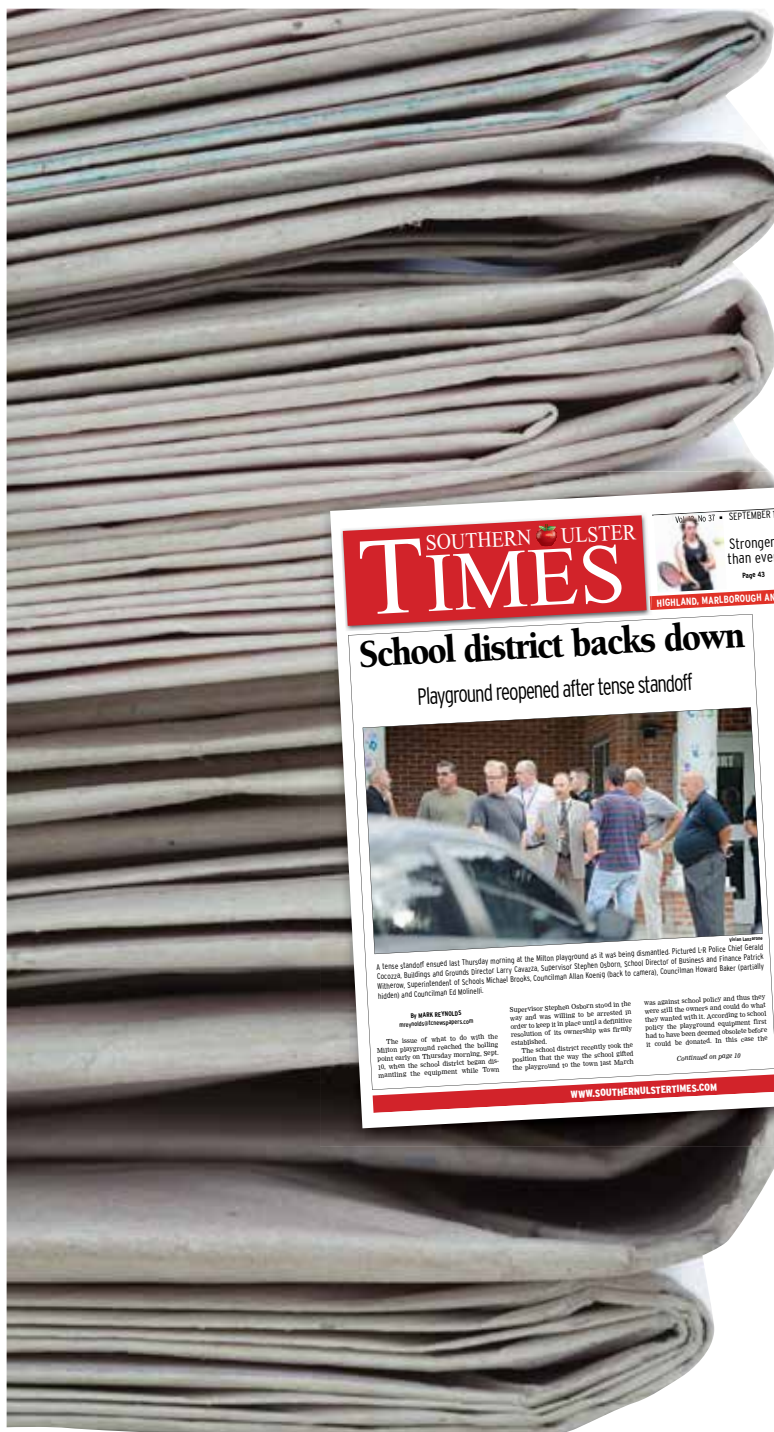 SOUTHERN ULSTER
TIMES
No 37 • SEPTEMBER
Stronger
than
Page 43
HIGHLAND, MARLBOROUGH
School district backs down
Playground reopened after tense standoff
A tense standoff ensued last Thursday morning at the Milton playground as it was being dismantled. Pictured L-R Police Chief Gerald
Cocozza, Buildings and Grounds Director Larry Cavazza, Supervisor Stephen Osborn, School Director of Business and Finance Patrick
Witherow, Superintendent of Schools Michael Brooks, Councilman Allan Koenig (back to camera), Councilman Howard Baker (partially
hidden) and Councilman Ed Molinelli.
By MARK REYNOLDS
mreynolds@tcnewspapers.com
The issue of what to do with the
Milton playground reached the boiling
point early on Thursday morning, Sept.
10, when the school district began dis-
mantling the equipment while Town
Supervisor Stephen Osborn stood in the
way and was willing to be arrested in
order to keep it in place until a definitive
resolution of its ownership was firmly
established.
The school district recently took the
position that the way the school gifted
the playground to the town last March
was against school policy and thus they
were still the owners and could do what
they wanted with it. According to school
policy the playground equipment first
had to have been deemed obsolete before
it could be donated. In this case the
Continued on page 10
WWW.SOUTHERNULSTERTIMES.COM